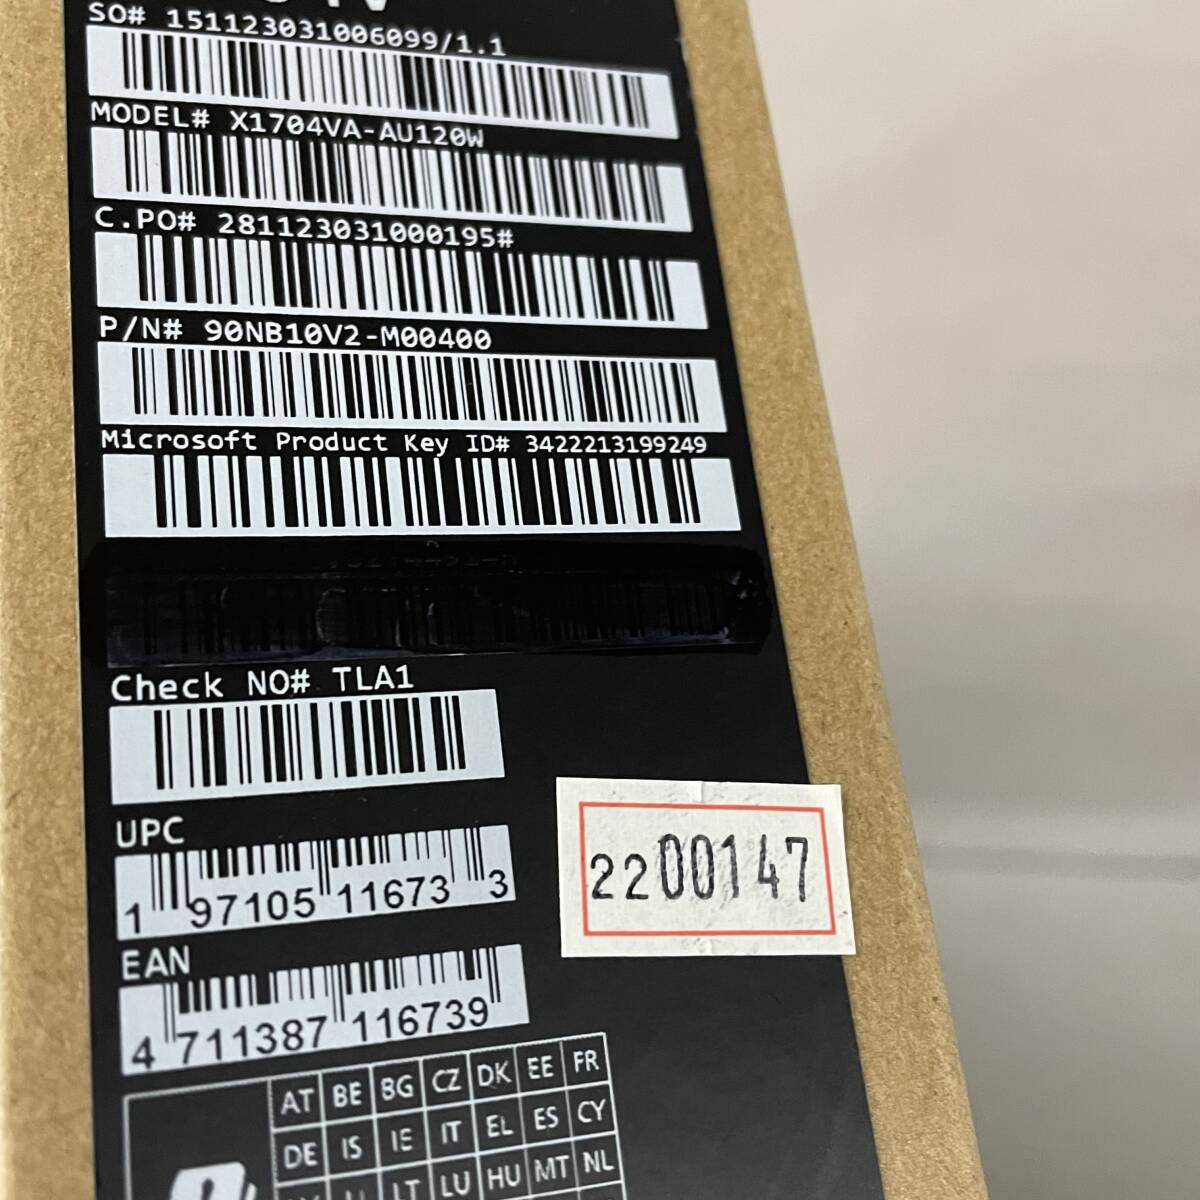 SO# 151123031006099/1.1
MODEL# X1704VA-AU120W
C.PO# 281123031000195#
P/N# 90NB10V2-M00400
Microsoft Product Key ID# 3422213199249
Check NO# TLA1
UPC
1 97105 11673 3
2200147
EAN
4 711387 116739
AT BE BG CZ DK EE FR
DE IS IE IT EL ES CY
LT LU HU MT NL